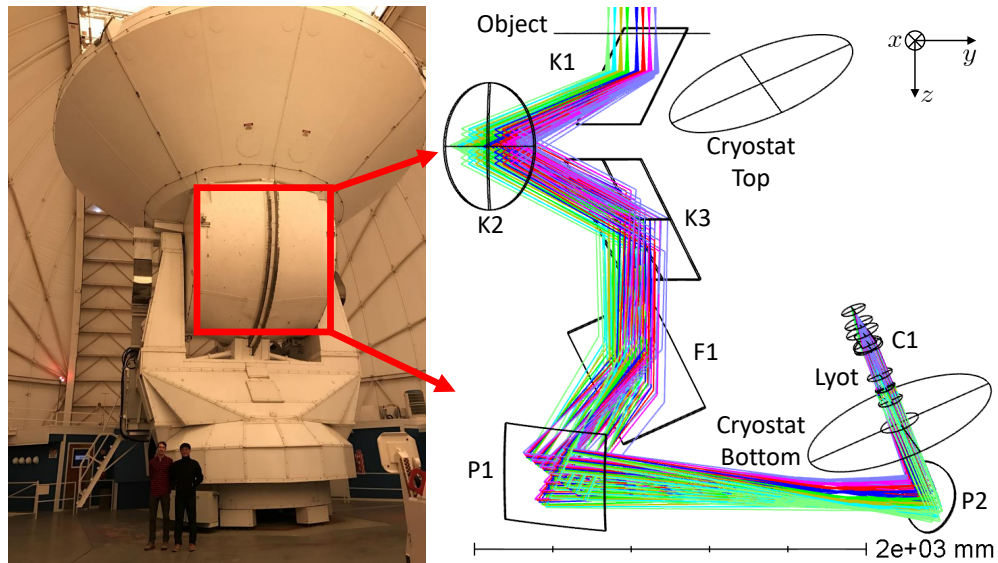 Object
K1
x
y
z
Cryostat
Top
K2
K3
F1
C1
Lyot
Cryostat
Bottom
P1
P2
2e+03 mm